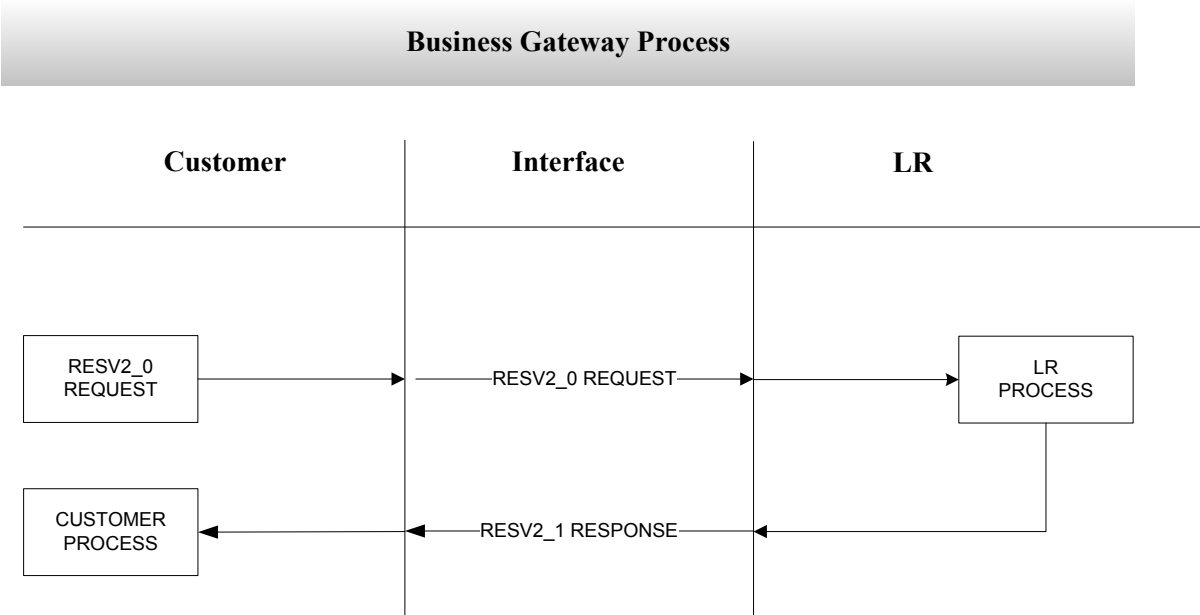 Business Gateway Process
Customer
Interface
LR
RESV2_0
REQUEST
RESV2_0 REQUEST
LR
PROCESS
CUSTOMER
PROCESS
RESV2_1 RESPONSE